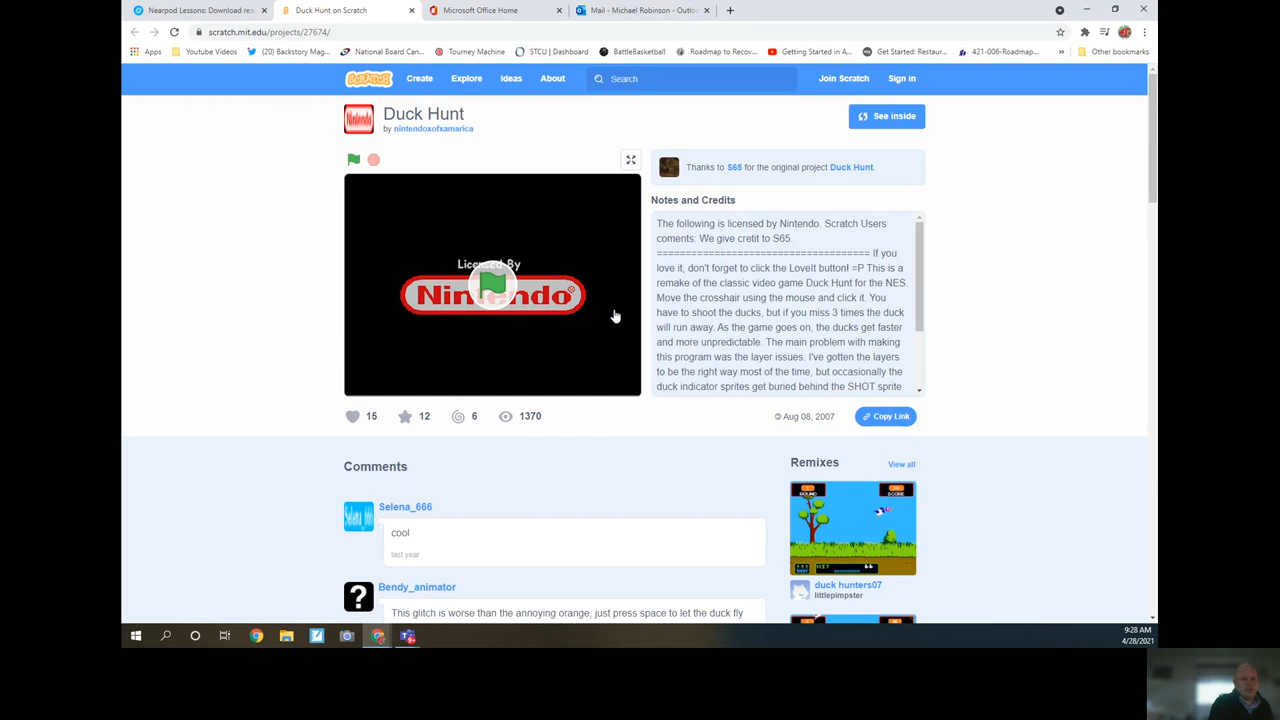 Nearpod Lessons: Download rea
Duck Hunt on Scratch
Microsoft Office Home
Mail - Michael Robinson - Outlo
scratch.mit.edu/projects/27674/
Apps
Youtube Videos
(20) Backstory Mag...
National Board Can...
Tourney Machine
STCU | Dashboard
BattleBasketball
Roadmap to Recov...
Getting Started in A...
Get Started: Restaur...
421-006-Roadmap...
Other bookmarks
SCRATCH
Create
Explore
Ideas
About
Search
Join Scratch
Sign in
Nintendo
Duck Hunt
by nintendoxofxamarica
See inside
Licensed By
Nintendo®
Thanks to S65 for the original project Duck Hunt.
Notes and Credits
The following is licensed by Nintendo. Scratch Users
coments: We give cretit to S65.
=================================== If you
love it, don't forget to click the LoveIt button! =P This is a
remake of the classic video game Duck Hunt for the NES.
Move the crosshair using the mouse and click it. You
have to shoot the ducks, but if you miss 3 times the duck
will run away. As the game goes on, the ducks get faster
and more unpredictable. The main problem with making
this program was the layer issues. I've gotten the layers
to be the right way most of the time, but occasionally the
duck indicator sprites get buried behind the SHOT sprite
15
12
6
1370
© Aug 08, 2007
Copy Link
Comments
Selena_666
cool
last year
Bendy_animator
This glitch is worse than the annoying orange, just press space to let the duck fly
Remixes
View all
ROUND
SCORE
SHOT
HIT
duck hunters07
littlepimpster
9:28 AM
4/28/2021